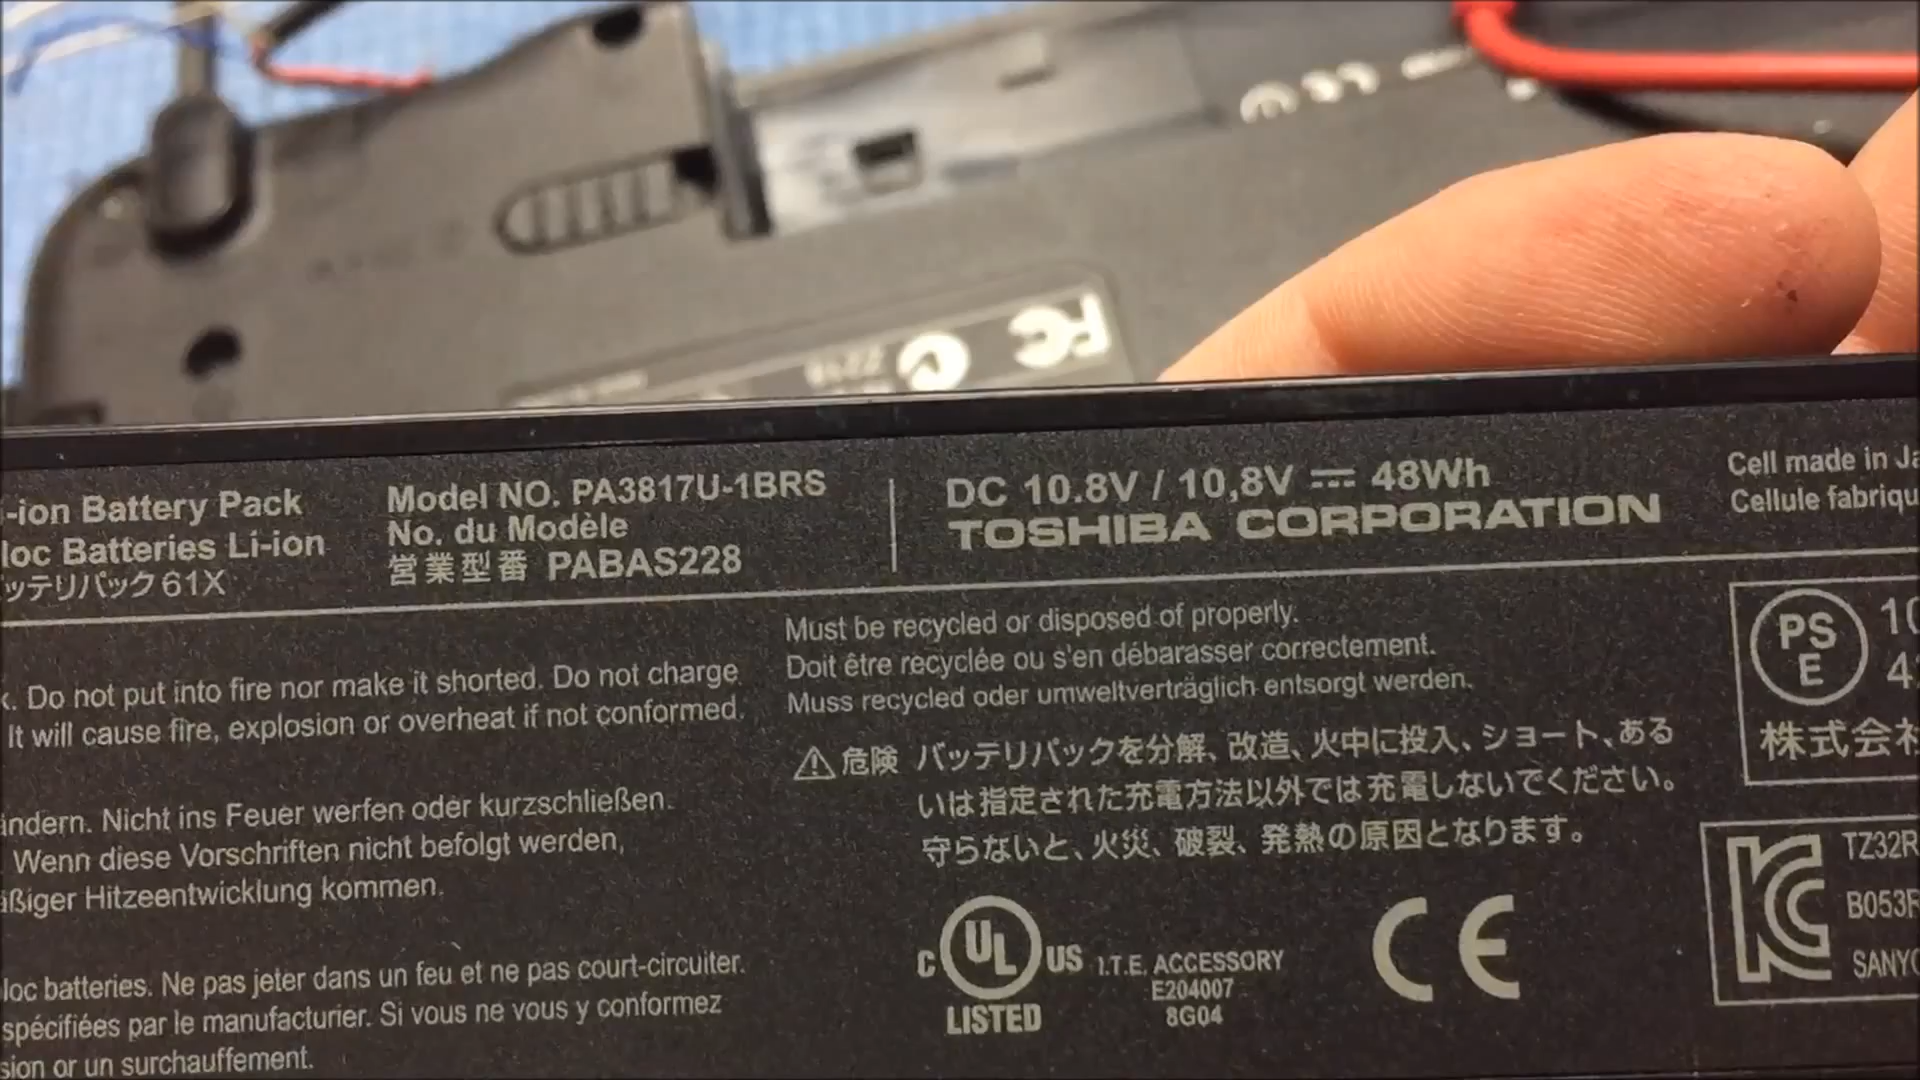 -ion Battery Pack
loc Batteries Li-ion
ッテリパック 61X
Model NO. PA3817U-1BRS
No. du Modèle
営業型番 PABAS228
DC 10.8V / 10,8V ⎓ 48Wh
TOSHIBA CORPORATION
Cell made in Ja
Cellule fabriqu
. Do not put into fire nor make it shorted. Do not charge
It will cause fire, explosion or overheat if not conformed.
ändern. Nicht ins Feuer werfen oder kurzschließen.
Wenn diese Vorschriften nicht befolgt werden,
äßiger Hitzeentwicklung kommen.
loc batteries. Ne pas jeter dans un feu et ne pas court-circuiter.
spécifiées par le manufacturier. Si vous ne vous y conformez
sion or un surchauffement.
Must be recycled or disposed of properly.
Doit être recyclée ou s'en débarasser correctement.
Muss recycled oder umweltverträglich entsorgt werden.
⚠危険 バッテリパックを分解、改造、火中に投入、ショート、ある
いは指定された充電方法以外では充電しないでください。
守らないと、火災、破裂、発熱の原因となります。
C UL US
LISTED
I.T.E. ACCESSORY
E204007
8G04
CE
PS
E
10
4
株式会社
KC
TZ32R
B053R
SANYO
FC